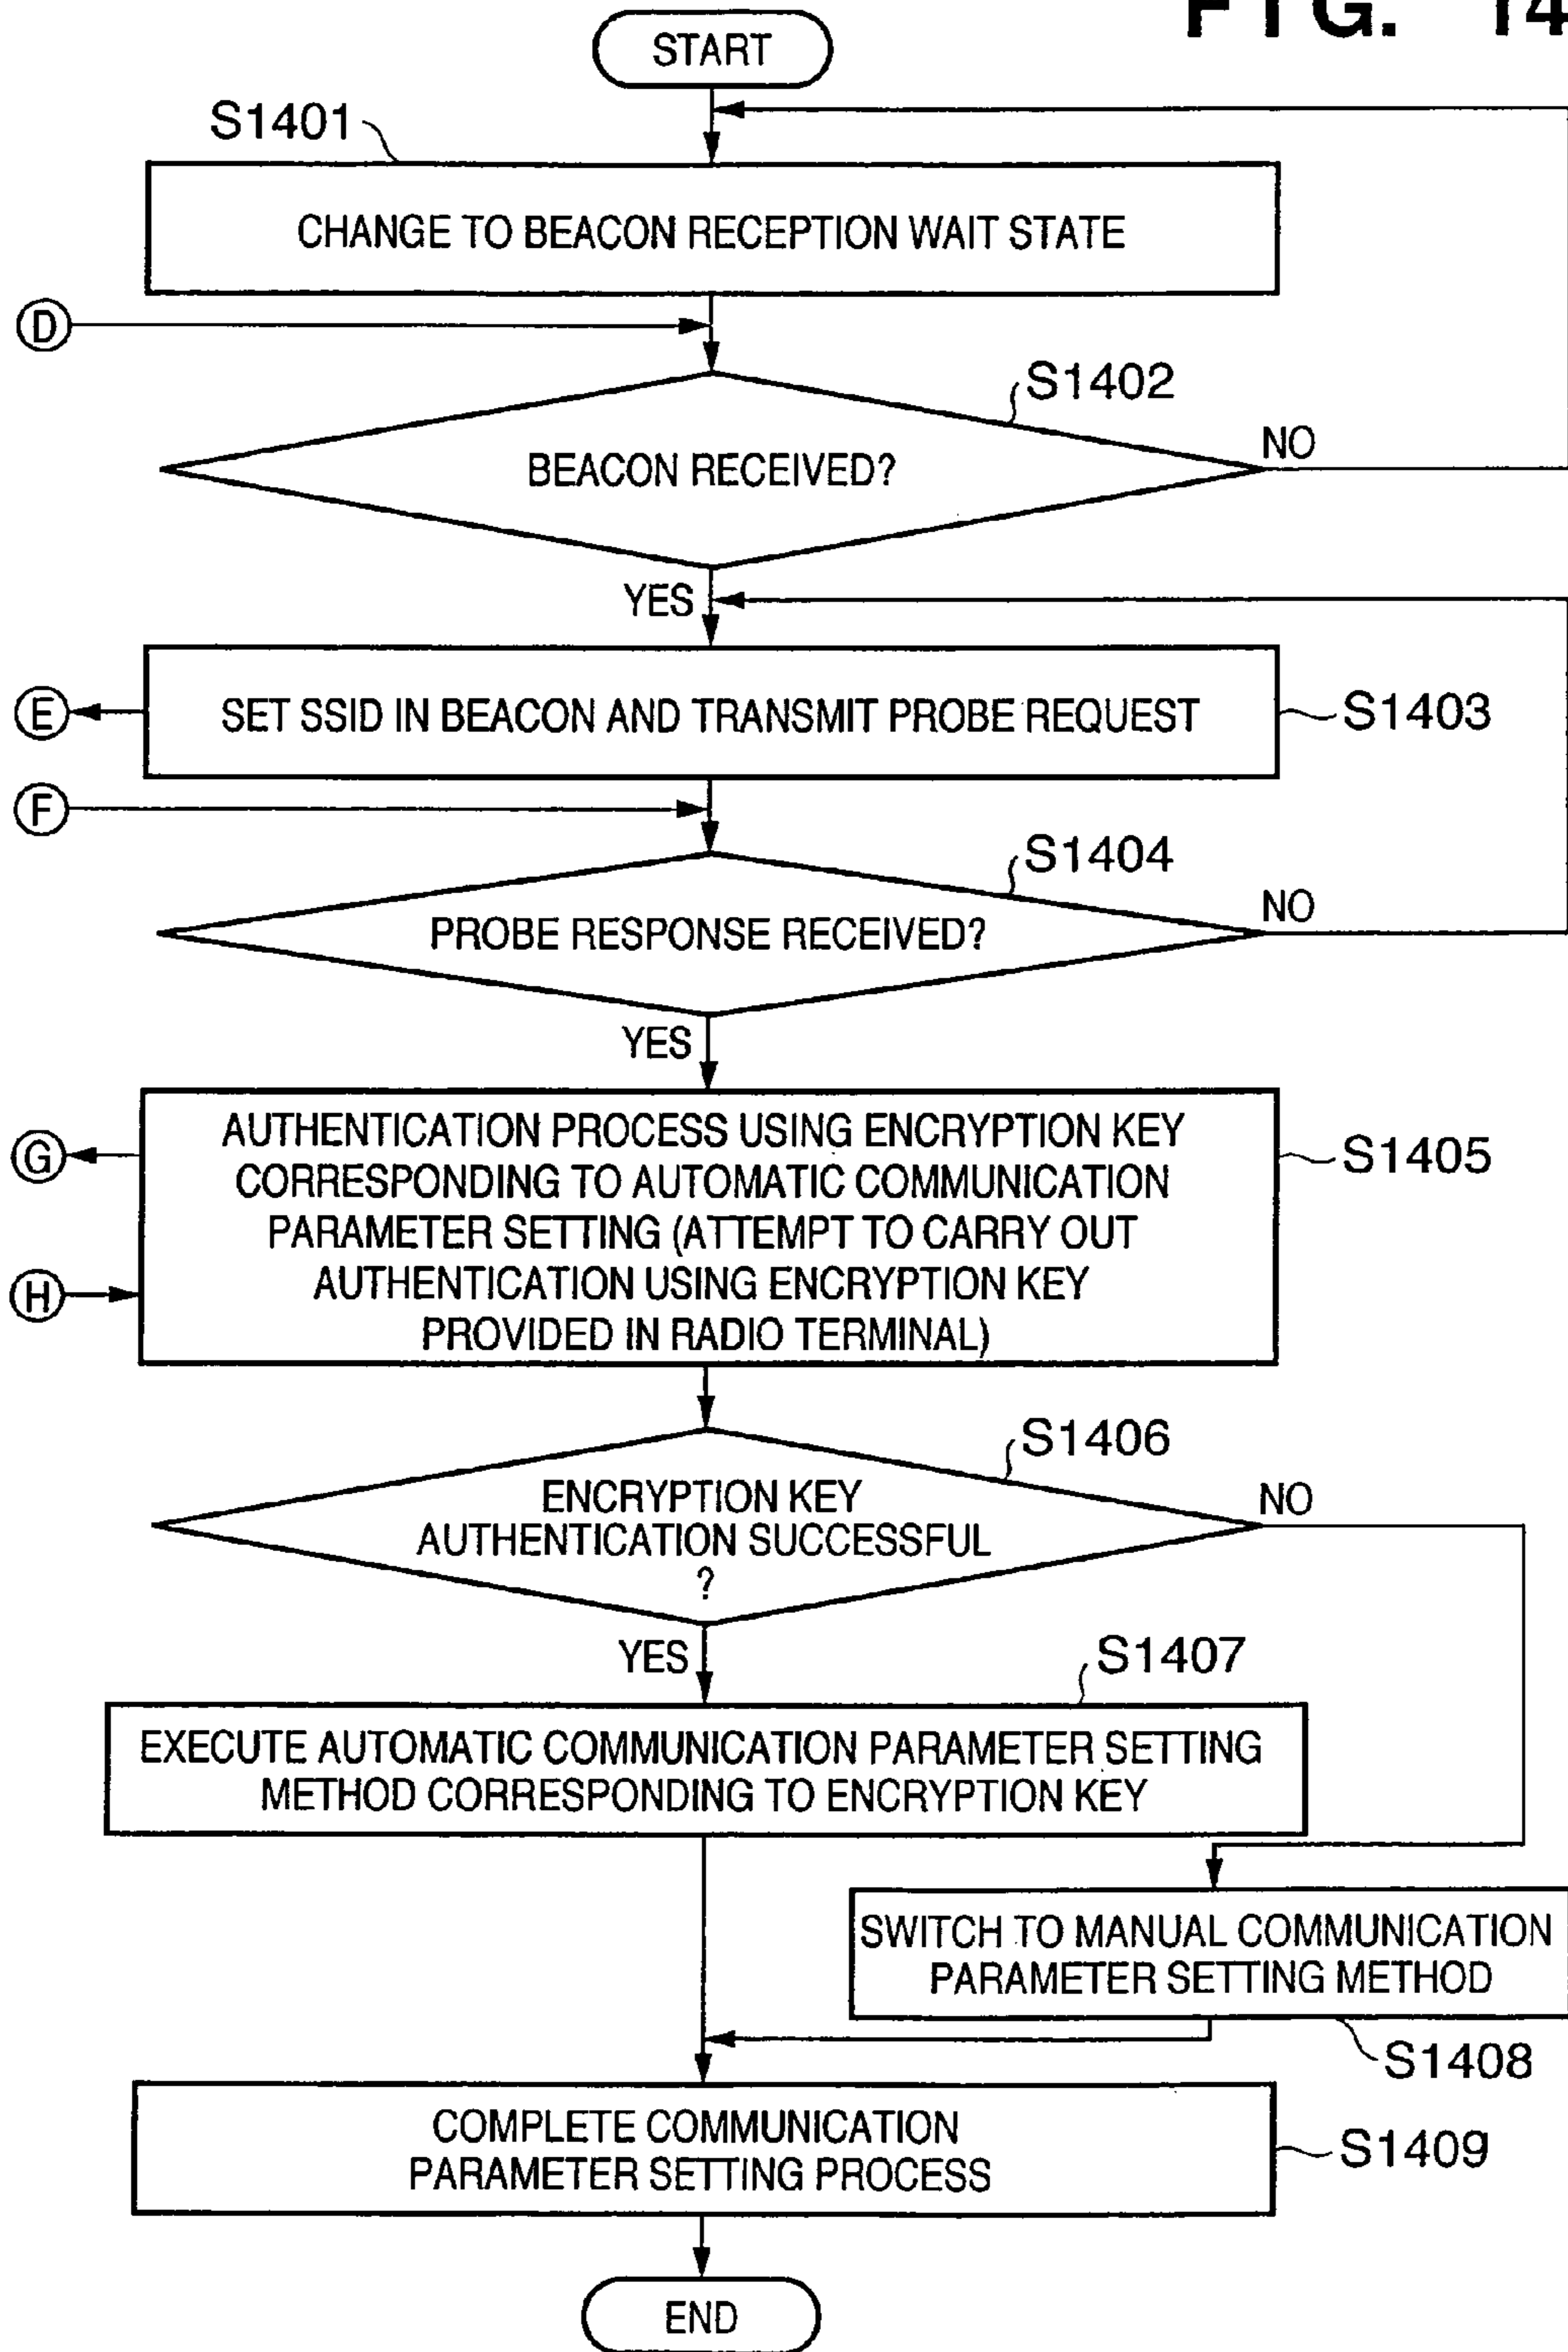 FIG. 14
START
S1401
CHANGE TO BEACON RECEPTION WAIT STATE
D
S1402
BEACON RECEIVED?
NO
YES
E
SET SSID IN BEACON AND TRANSMIT PROBE REQUEST
S1403
F
S1404
PROBE RESPONSE RECEIVED?
NO
YES
G
H
AUTHENTICATION PROCESS USING ENCRYPTION KEY
CORRESPONDING TO AUTOMATIC COMMUNICATION
PARAMETER SETTING (ATTEMPT TO CARRY OUT
AUTHENTICATION USING ENCRYPTION KEY
PROVIDED IN RADIO TERMINAL)
S1405
S1406
ENCRYPTION KEY
AUTHENTICATION SUCCESSFUL
?
NO
YES
S1407
EXECUTE AUTOMATIC COMMUNICATION PARAMETER SETTING
METHOD CORRESPONDING TO ENCRYPTION KEY
SWITCH TO MANUAL COMMUNICATION
PARAMETER SETTING METHOD
S1408
COMPLETE COMMUNICATION
PARAMETER SETTING PROCESS
S1409
END